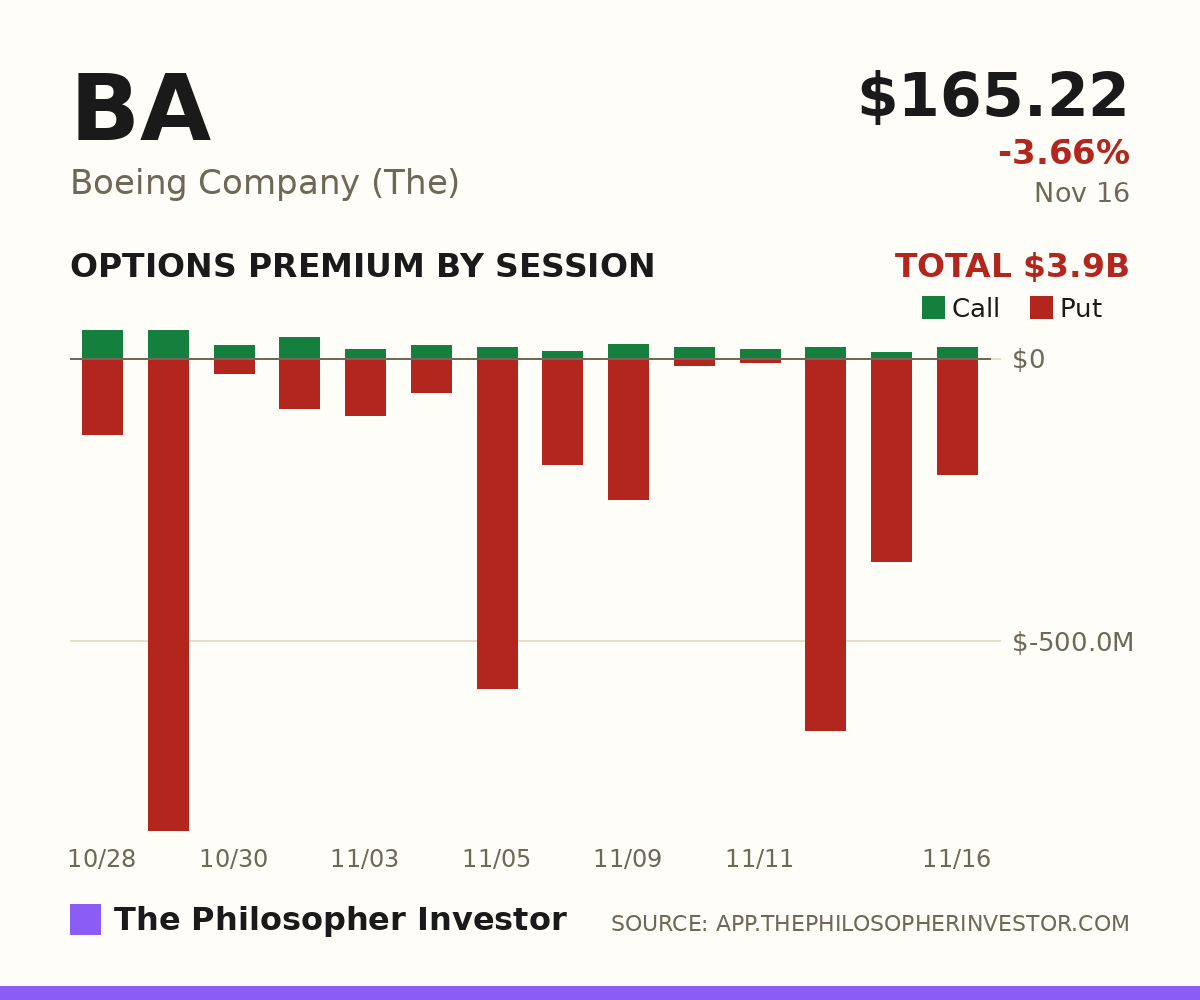 BA
$165.22
-3.66%
Boeing Company (The)
Nov 16
OPTIONS PREMIUM BY SESSION
TOTAL $3.9B
Call
Put
$0
$-500.0M
10/28
10/30
11/03
11/05
11/09
11/11
11/16
The Philosopher Investor
SOURCE: APP.THEPHILOSOPHERINVESTOR.COM